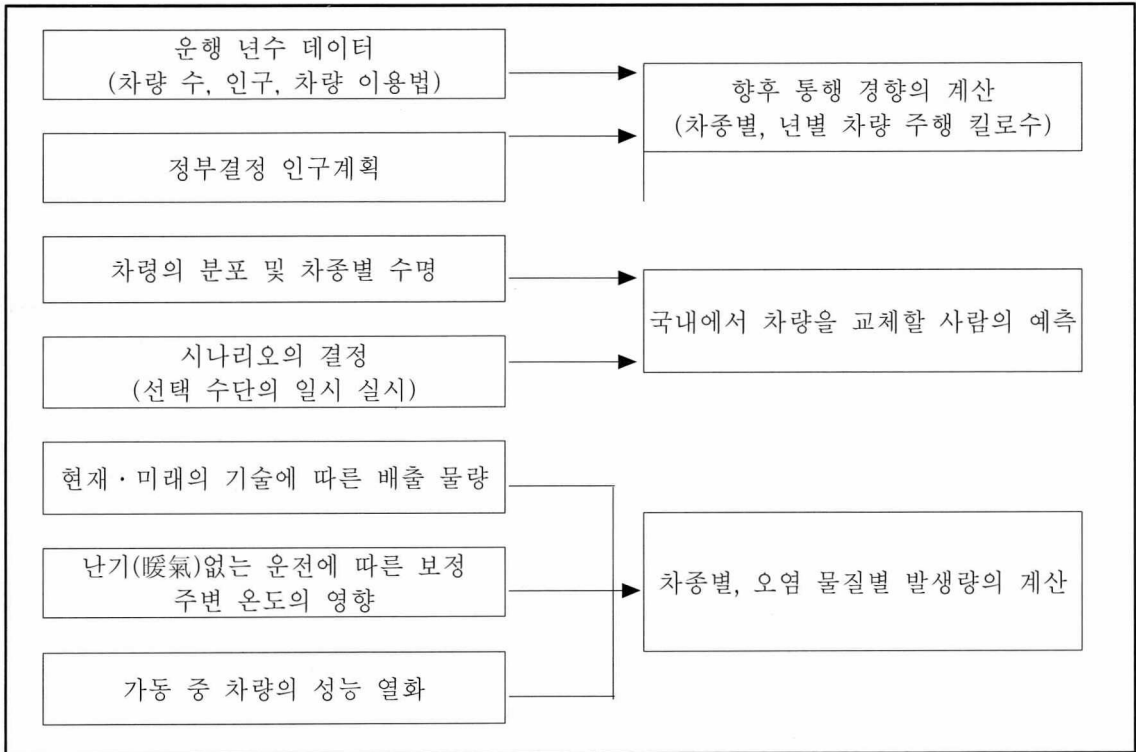 운행 년수 데이터
(차량 수, 인구, 차량 이용법)
향후 통행 경향의 계산
(차종별, 년별 차량 주행 킬로수)
정부결정 인구계획
차령의 분포 및 차종별 수명
국내에서 차량을 교체할 사람의 예측
시나리오의 결정
(선택 수단의 일시 실시)
현재·미래의 기술에 따른 배출 물량
난기(暖氣)없는 운전에 따른 보정
주변 온도의 영향
차종별, 오염 물질별 발생량의 계산
가동 중 차량의 성능 열화